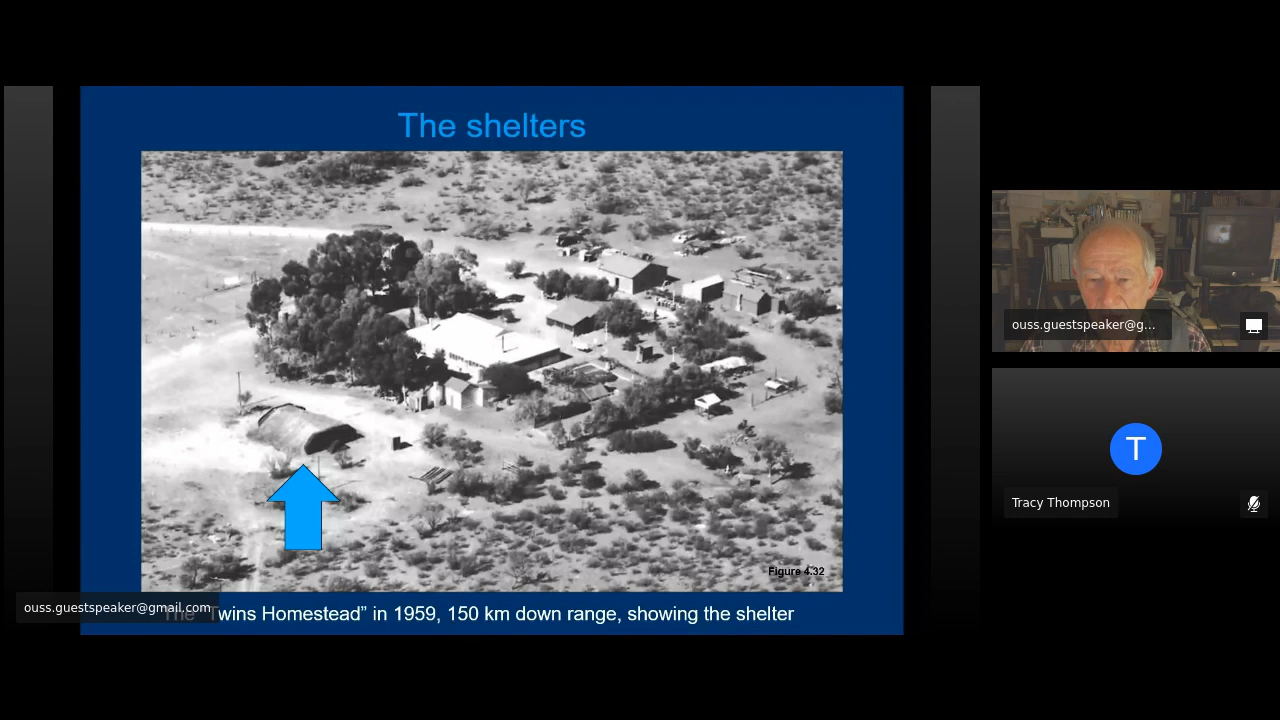 The shelters
Figure 4.32
The "Twins Homestead" in 1959, 150 km down range, showing the shelter
ouss.guestspeaker@gmail.com
ouss.guestspeaker@g...
T
Tracy Thompson